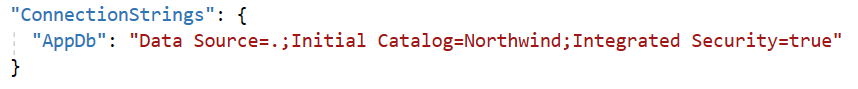 "ConnectionStrings": {
  "AppDb": "Data Source=.;Initial Catalog=Northwind;Integrated Security=true"
}